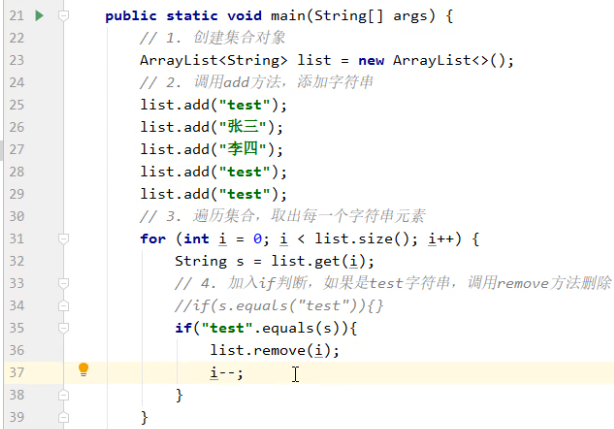 21 public static void main(String[] args) {
22 // 1. 创建集合对象
23 ArrayList<String> list = new ArrayList<>();
24 // 2. 调用add方法，添加字符串
25 list.add("test");
26 list.add("张三");
27 list.add("李四");
28 list.add("test");
29 list.add("test");
30 // 3. 遍历集合，取出每一个字符串元素
31 for (int i = 0; i < list.size(); i++) {
32 String s = list.get(i);
33 // 4. 加入if判断，如果是test字符串，调用remove方法删除
34 //if(s.equals("test")){}
35 if("test".equals(s)){
36 list.remove(i);
37 i--;
38 }
39 }